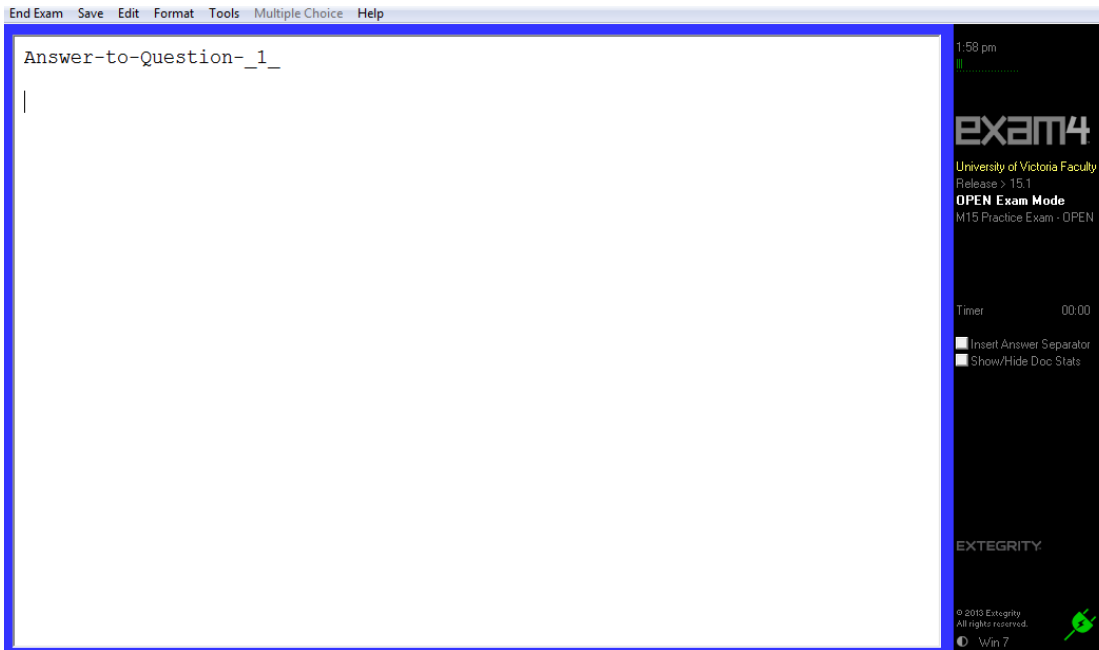 End Exam Save Edit Format Tools Multiple Choice Help
Answer-to-Question-_1_
1:58 pm
exam4
University of Victoria Faculty
Release > 15.1
OPEN Exam Mode
M15 Practice Exam - OPEN
Timer 00:00
Insert Answer Separator
Show/Hide Doc Stats
EXTEGRITY
© 2013 Extegrity
All rights reserved.
Win 7